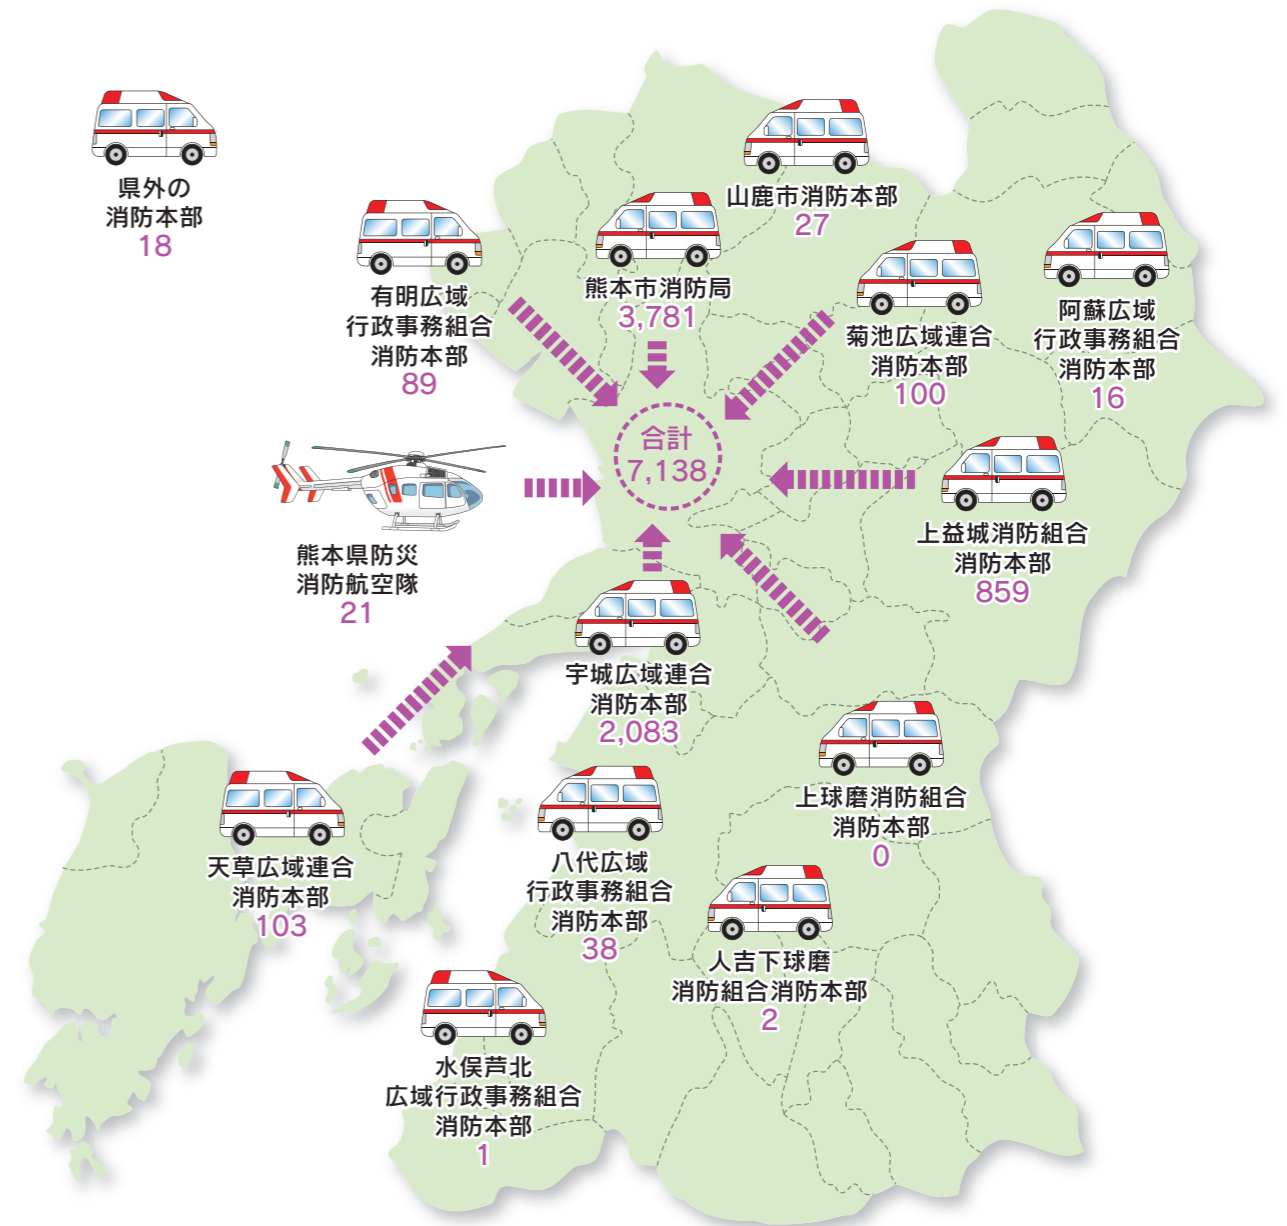 県外の
消防本部
18
山鹿市消防本部
27
有明広域
行政事務組合
消防本部
89
熊本市消防局
3,781
菊池広域連合
消防本部
100
阿蘇広域
行政事務組合
消防本部
16
合計
7,138
熊本県防災
消防航空隊
21
上益城消防組合
消防本部
859
宇城広域連合
消防本部
2,083
上球磨消防組合
消防本部
0
天草広域連合
消防本部
103
八代広域
行政事務組合
消防本部
38
人吉下球磨
消防組合消防本部
2
水俣芦北
広域行政事務組合
消防本部
1